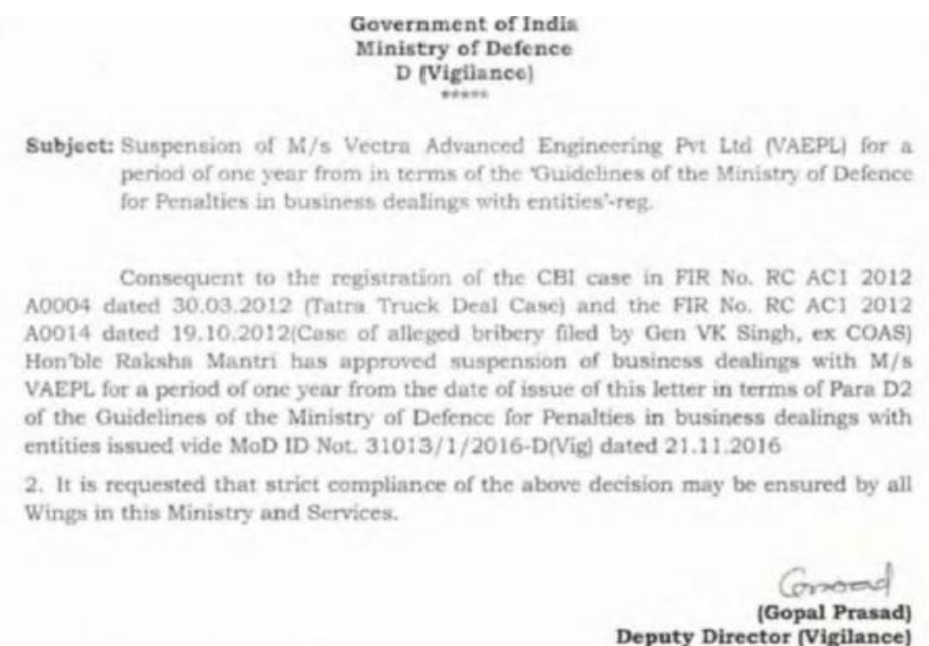 Government of India
Ministry of Defence
D (Vigilance)
*****
Subject: Suspension of M/s Vectra Advanced Engineering Pvt Ltd (VAEPL) for a
period of one year from in terms of the 'Guidelines of the Ministry of Defence
for Penalties in business dealings with entities'-reg.
Consequent to the registration of the CBI case in FIR No. RC AC1 2012
A0004 dated 30.03.2012 (Tatra Truck Deal Case) and the FIR No. RC AC1 2012
A0014 dated 19.10.2012(Case of alleged bribery filed by Gen VK Singh, ex COAS)
Hon'ble Raksha Mantri has approved suspension of business dealings with M/s
VAEPL for a period of one year from the date of issue of this letter in terms of Para D2
of the Guidelines of the Ministry of Defence for Penalties in business dealings with
entities issued vide MoD ID Not. 31013/1/2016-D(Vig) dated 21.11.2016
2. It is requested that strict compliance of the above decision may be ensured by all
Wings in this Ministry and Services.
(Gopal Prasad)
Deputy Director (Vigilance)